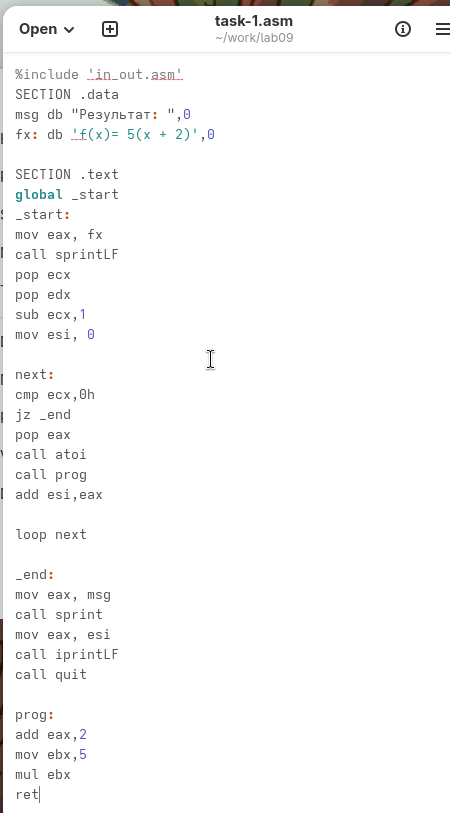 Open
task-1.asm
~/work/lab09
%include 'in_out.asm'
SECTION .data
msg db "Результат: ",0
fx: db 'f(x)= 5(x + 2)',0
SECTION .text
global _start
_start:
mov eax, fx
call sprintLF
pop ecx
pop edx
sub ecx,1
mov esi, 0
next:
cmp ecx,0h
jz _end
pop eax
call atoi
call prog
add esi,eax
loop next
_end:
mov eax, msg
call sprint
mov eax, esi
call iprintLF
call quit
prog:
add eax,2
mov ebx,5
mul ebx
ret